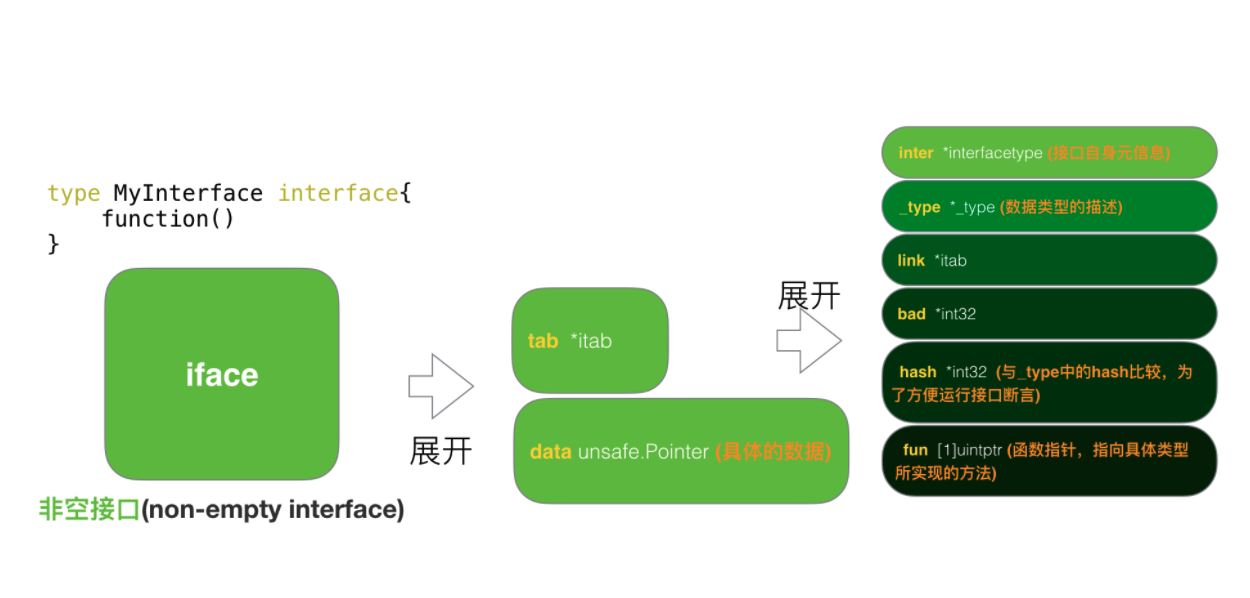 type MyInterface interface{
function()
}
iface
非空接口(non-empty interface)
展开
tab *itab
data unsafe.Pointer (具体的数据)
展开
inter *interfacetype (接口自身元信息)
_type *_type (数据类型的描述)
link *itab
bad *int32
hash *int32 (与_type中的hash比较，为
了方便运行接口断言)
fun [1]uintptr (函数指针，指向具体类型
所实现的方法)